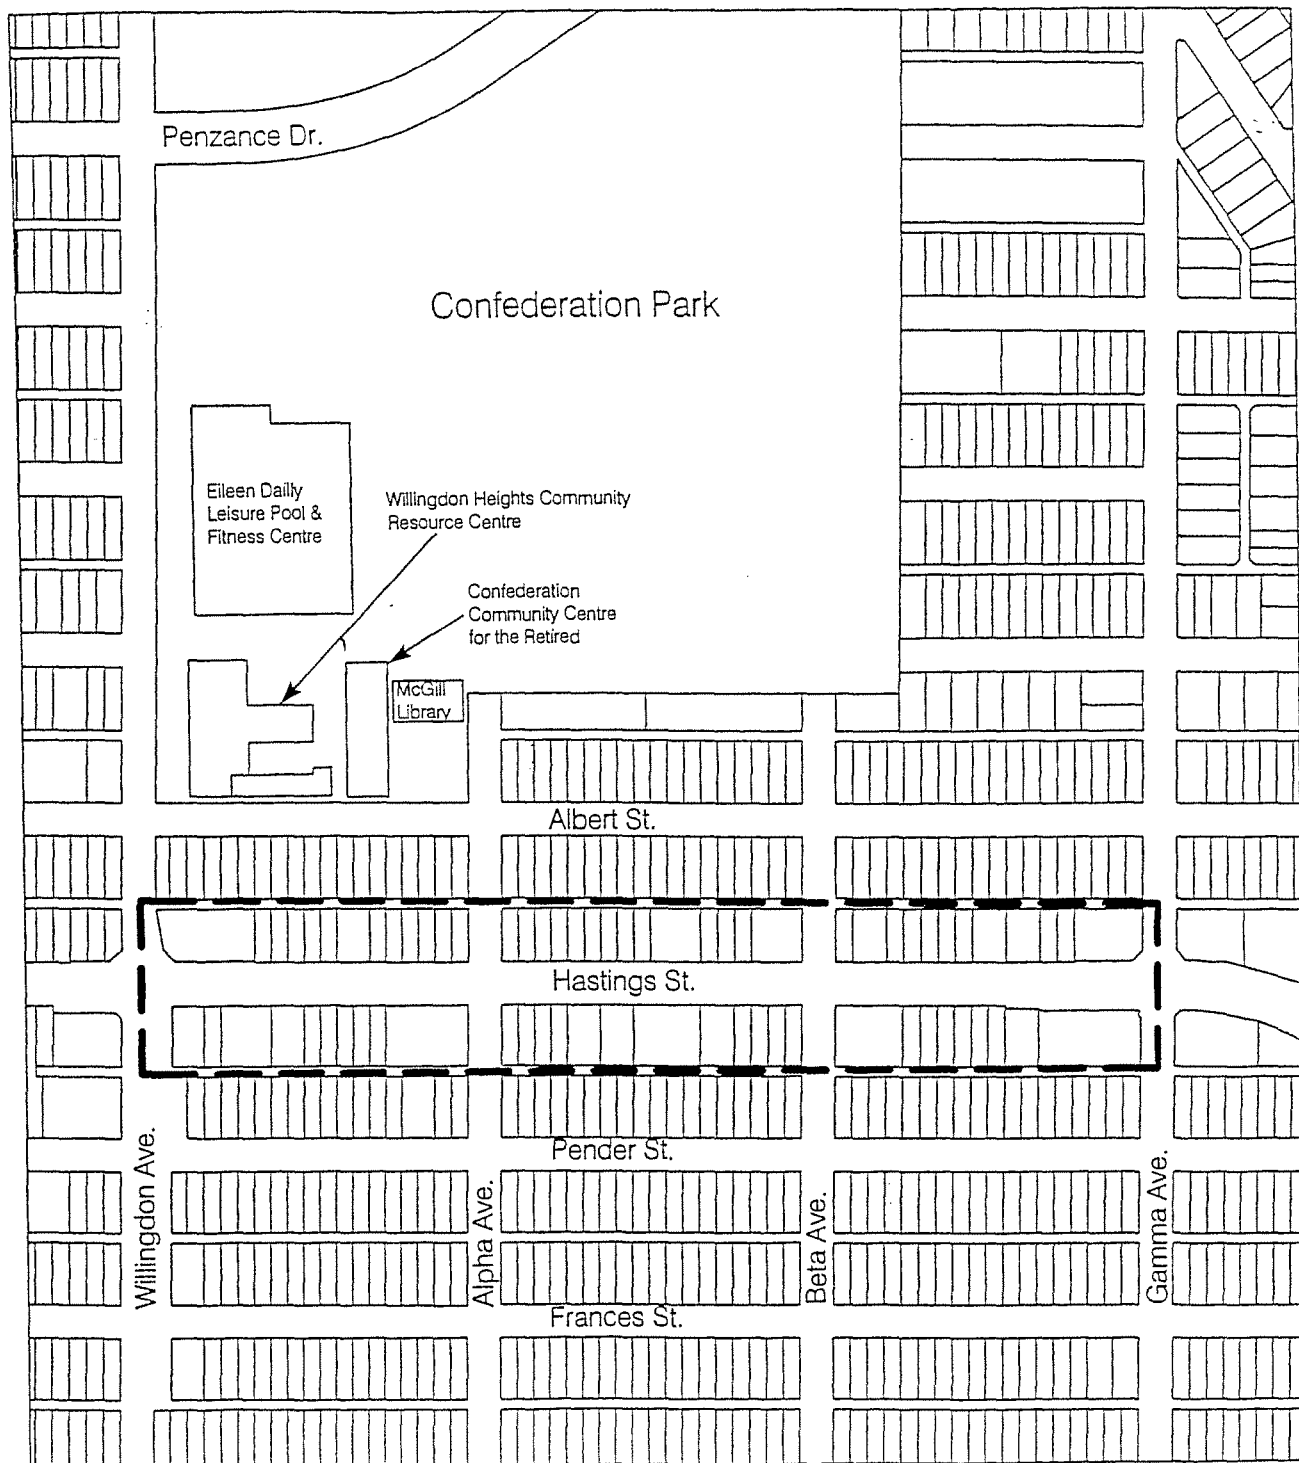 Penzance Dr.
Confederation Park
Eileen Dailly
Leisure Pool &
Fitness Centre
Willingdon Heights Community
Resource Centre
Confederation
Community Centre
for the Retired
McGill
Library
Albert St.
Hastings St.
Pender St.
Willingdon Ave.
Alpha Ave.
Beta Ave.
Gamma Ave.
Frances St.